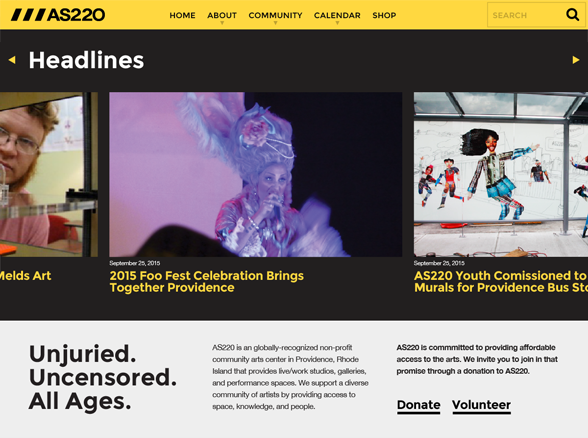 AS220
HOME ABOUT COMMUNITY CALENDAR SHOP
SEARCH
Headlines
Melds Art
September 25, 2015
2015 Foo Fest Celebration Brings
Together Providence
September 25, 2015
AS220 Youth Comissioned to
Murals for Providence Bus Sto
Unjuried.
Uncensored.
All Ages.
AS220 is an globally-recognized non-profit
community arts center in Providence, Rhode
Island that provides live/work studios, galleries,
and performance spaces. We support a diverse
community of artists by providing access to
space, knowledge, and people.
AS220 is commmitted to providing affordable
access to the arts. We invite you to join in that
promise through a donation to AS220.
Donate Volunteer